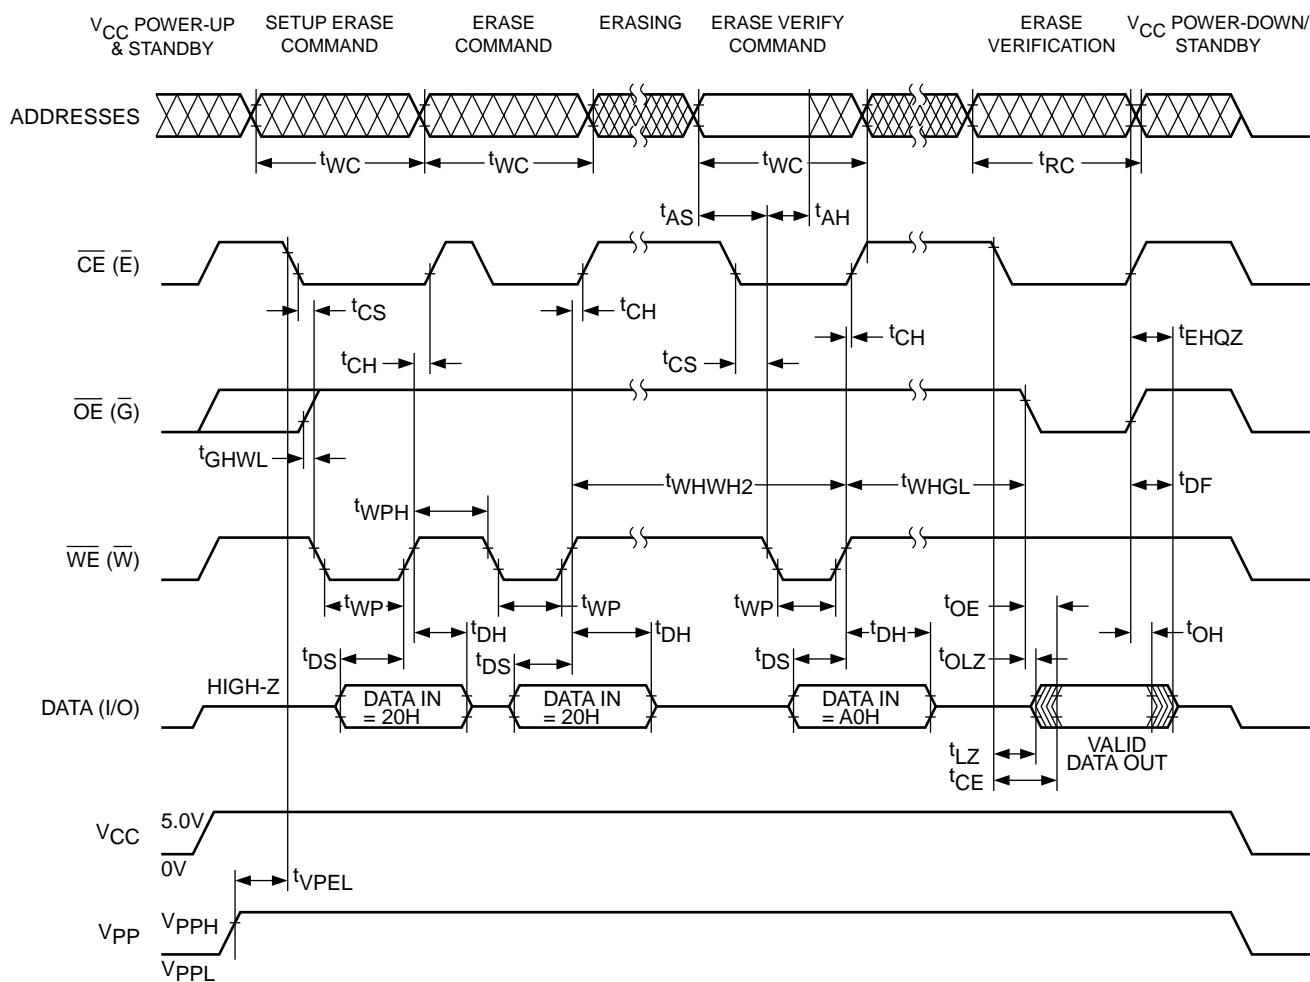 VCC POWER-UP
& STANDBY
SETUP ERASE
COMMAND
ERASE
COMMAND
ERASING
ERASE VERIFY
COMMAND
ERASE
VERIFICATION
VCC POWER-DOWN/
STANDBY
ADDRESSES
tWC
tWC
tWC
tRC
tAS
tAH
CE (E)
tCS
tCH
tCH
tCS
tCH
tEHQZ
OE (G)
tGHWL
tWHWH2
tWHGL
tDF
tWPH
WE (W)
tWP
tWP
tWP
tOE
tDH
tDH
tDH
tOH
tDS
tDS
tDS
tOLZ
HIGH-Z
DATA (I/O)
DATA IN
= 20H
DATA IN
= 20H
DATA IN
= A0H
VALID
DATA OUT
tLZ
tCE
VCC
5.0V
0V
tVPEL
VPP
VPPH
VPPL